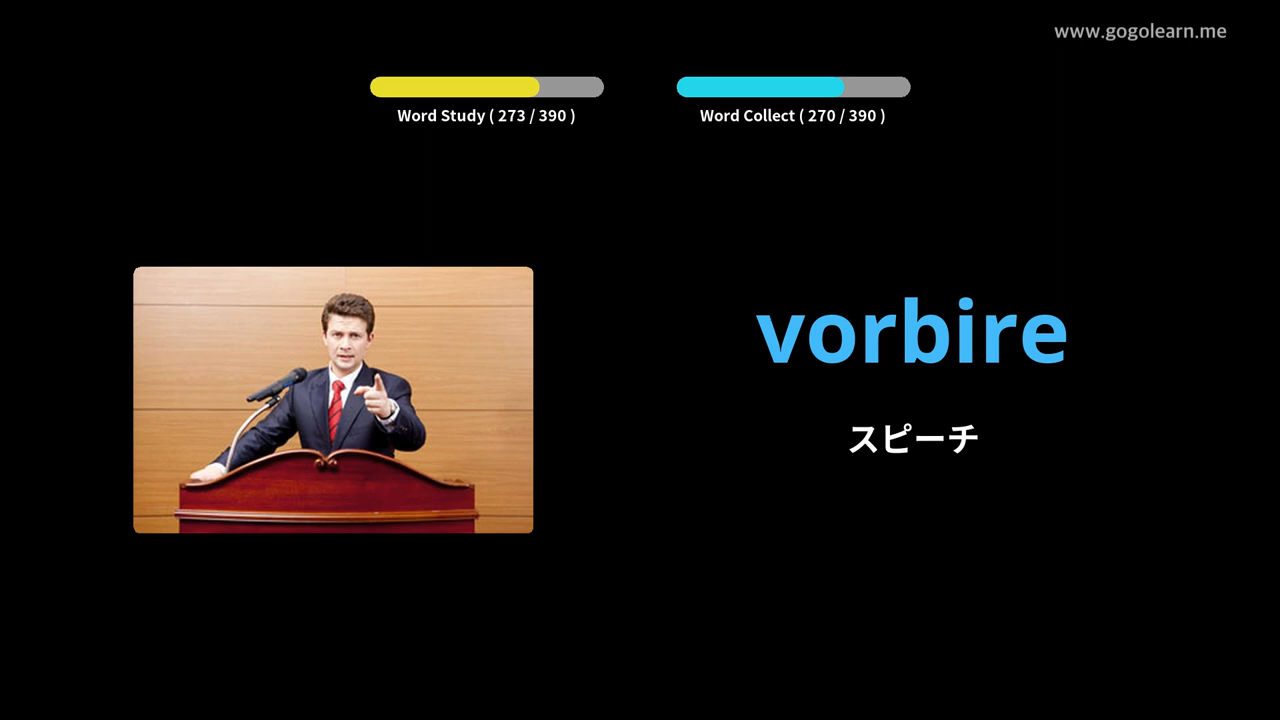 www.gogolearn.me
Word Study ( 273 / 390 )
Word Collect ( 270 / 390 )
vorbire
スピーチ